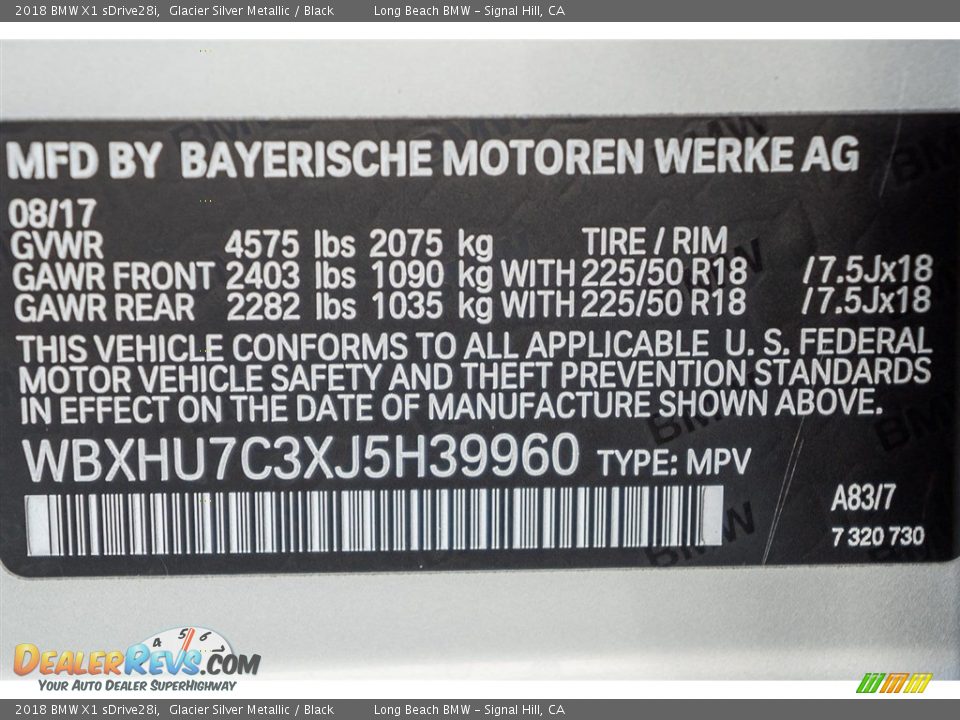 2018 BMW X1 sDrive28i, Glacier Silver Metallic / Black Long Beach BMW - Signal Hill, CA
MFD BY BAYERISCHE MOTOREN WERKE AG
08/17
GVWR 4575 lbs 2075 kg TIRE / RIM
GAWR FRONT 2403 lbs 1090 kg WITH 225/50 R18 /7.5Jx18
GAWR REAR 2282 lbs 1035 kg WITH 225/50 R18 /7.5Jx18
THIS VEHICLE CONFORMS TO ALL APPLICABLE U. S. FEDERAL
MOTOR VEHICLE SAFETY AND THEFT PREVENTION STANDARDS
IN EFFECT ON THE DATE OF MANUFACTURE SHOWN ABOVE.
WBXHU7C3XJ5H39960 TYPE: MPV
A83/7
7 320 730
4 5 6
DEALERREVS.COM
YOUR AUTO DEALER SUPERHIGHWAY
2018 BMW X1 sDrive28i, Glacier Silver Metallic / Black Long Beach BMW - Signal Hill, CA